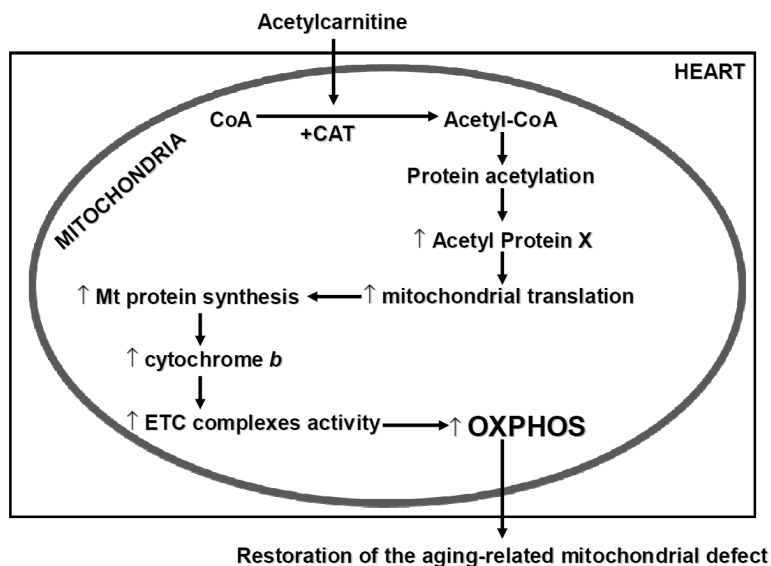 Acetylcarnitine
HEART
MITOCHONDRIA
CoA
+CAT
Acetyl-CoA
Protein acetylation
↑ Acetyl Protein X
↑ mitochondrial translation
↑ Mt protein synthesis
↑ cytochrome b
↑ ETC complexes activity
↑ OXPHOS
Restoration of the aging-related mitochondrial defect